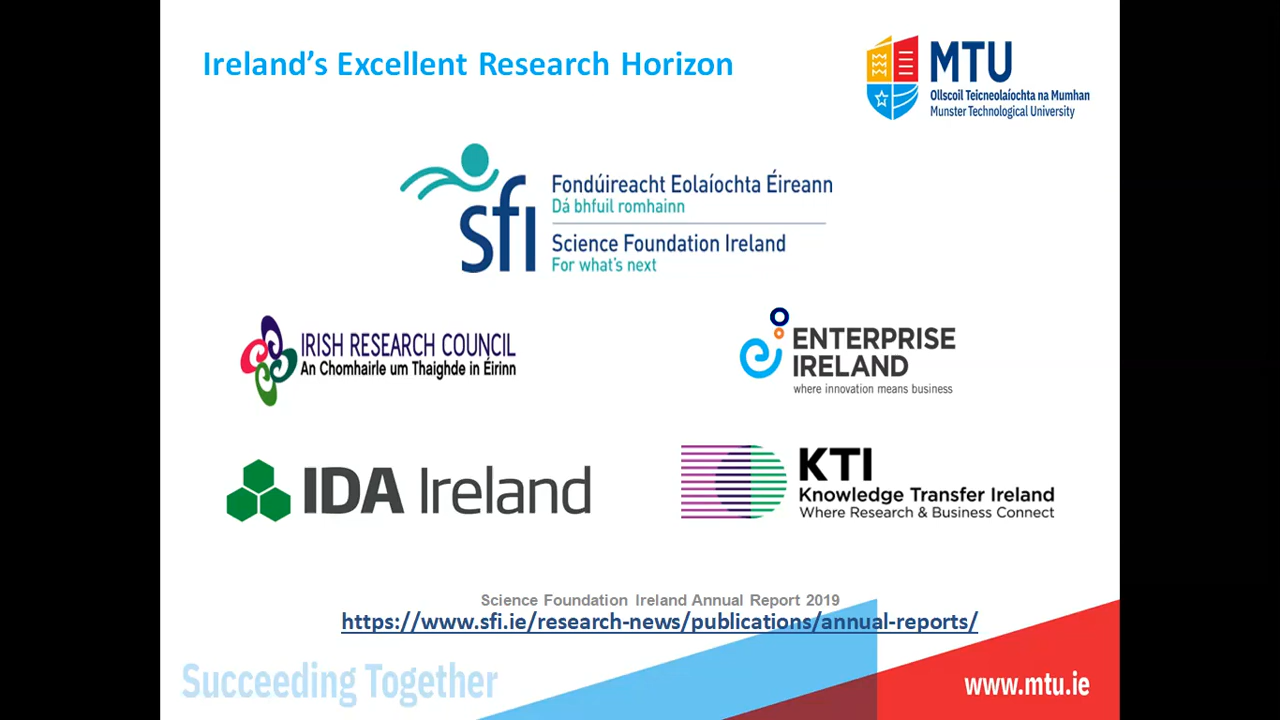 Ireland's Excellent Research Horizon
MTU
Ollscoil Teicneolaíochta na Mumhan
Munster Technological University
sfi
Fondúireacht Eolaíochta Éireann
Dá bhfuil romhainn
Science Foundation Ireland
For what's next
IRISH RESEARCH COUNCIL
An Chomhairle um Thaighde in Éirinn
ENTERPRISE
IRELAND
where innovation means business
IDA Ireland
KTI
Knowledge Transfer Ireland
Where Research & Business Connect
Science Foundation Ireland Annual Report 2019
https://www.sfi.ie/research-news/publications/annual-reports/
Succeeding Together
www.mtu.ie